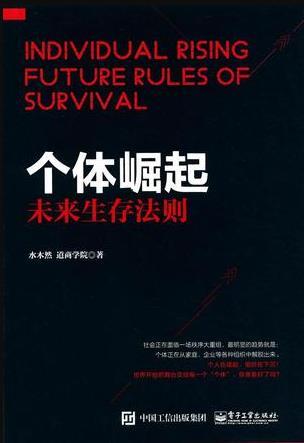 INDIVIDUAL RISING
FUTURE RULES OF
SURVIVAL
个体崛起
未来生存法则
水木然 道商学院◎著
社会正在面临一场秩序大重组，最明显的趋势就是：
个体正在从家庭、企业等各种组织中解脱出来。
个人在崛起，组织在下沉！
世界开始把舞台交给每一个“个体”，你准备好了吗？
中国工信出版集团
电子工业出版社